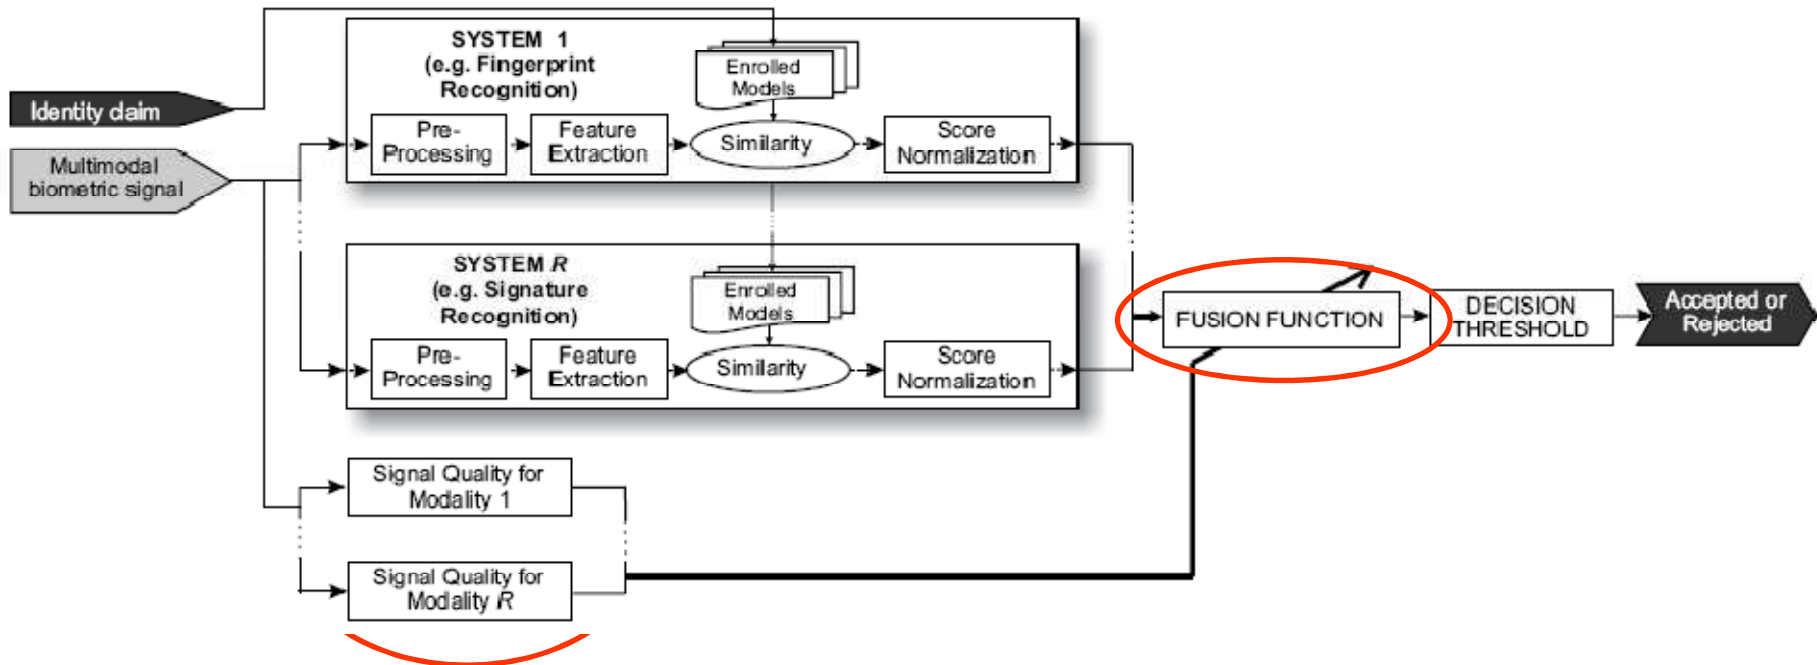 Identity claim
Multimodal
biometric signal
SYSTEM 1
(e.g. Fingerprint
Recognition)
Enrolled
Models
Pre-
Processing
Feature
Extraction
Similarity
Score
Normalization
SYSTEM R
(e.g. Signature
Recognition)
Enrolled
Models
Pre-
Processing
Feature
Extraction
Similarity
Score
Normalization
FUSION FUNCTION
DECISION
THRESHOLD
Accepted or
Rejected
Signal Quality for
Modality 1
Signal Quality for
Modality R